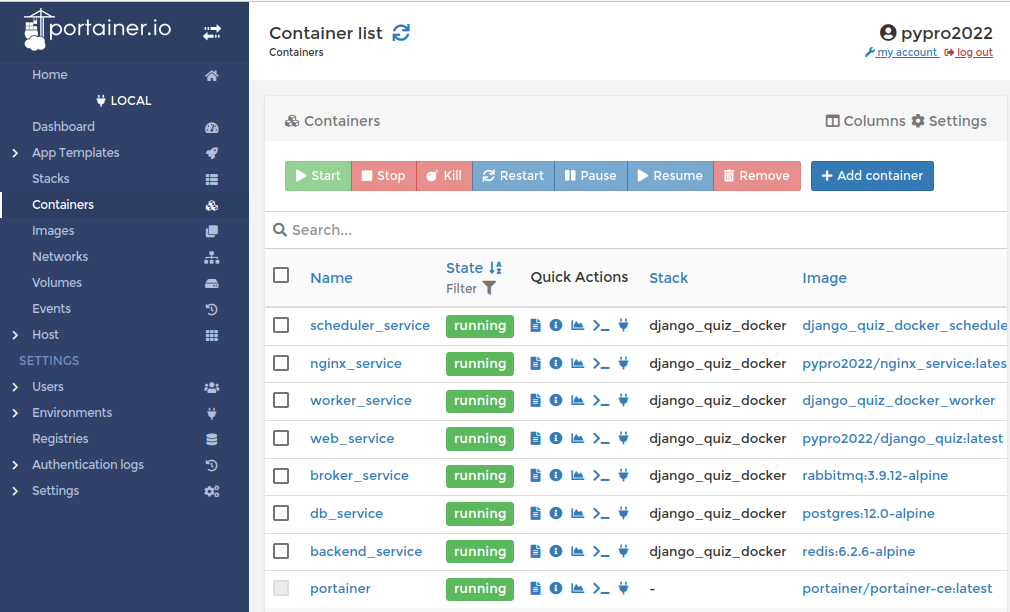 portainer.io
Home
LOCAL
Dashboard
App Templates
Stacks
Containers
Images
Networks
Volumes
Events
Host
SETTINGS
Users
Environments
Registries
Authentication logs
Settings
Container list
Containers
pypro2022
my account log out
Containers
Columns Settings
Start Stop Kill Restart Pause Resume Remove Add container
Search...
Name State Filter Quick Actions Stack Image
scheduler_service running django_quiz_docker django_quiz_docker_schedule
nginx_service running django_quiz_docker pypro2022/nginx_service:lates
worker_service running django_quiz_docker django_quiz_docker_worker
web_service running django_quiz_docker pypro2022/django_quiz:latest
broker_service running django_quiz_docker rabbitmq:3.9.12-alpine
db_service running django_quiz_docker postgres:12.0-alpine
backend_service running django_quiz_docker redis:6.2.6-alpine
portainer running - portainer/portainer-ce:latest